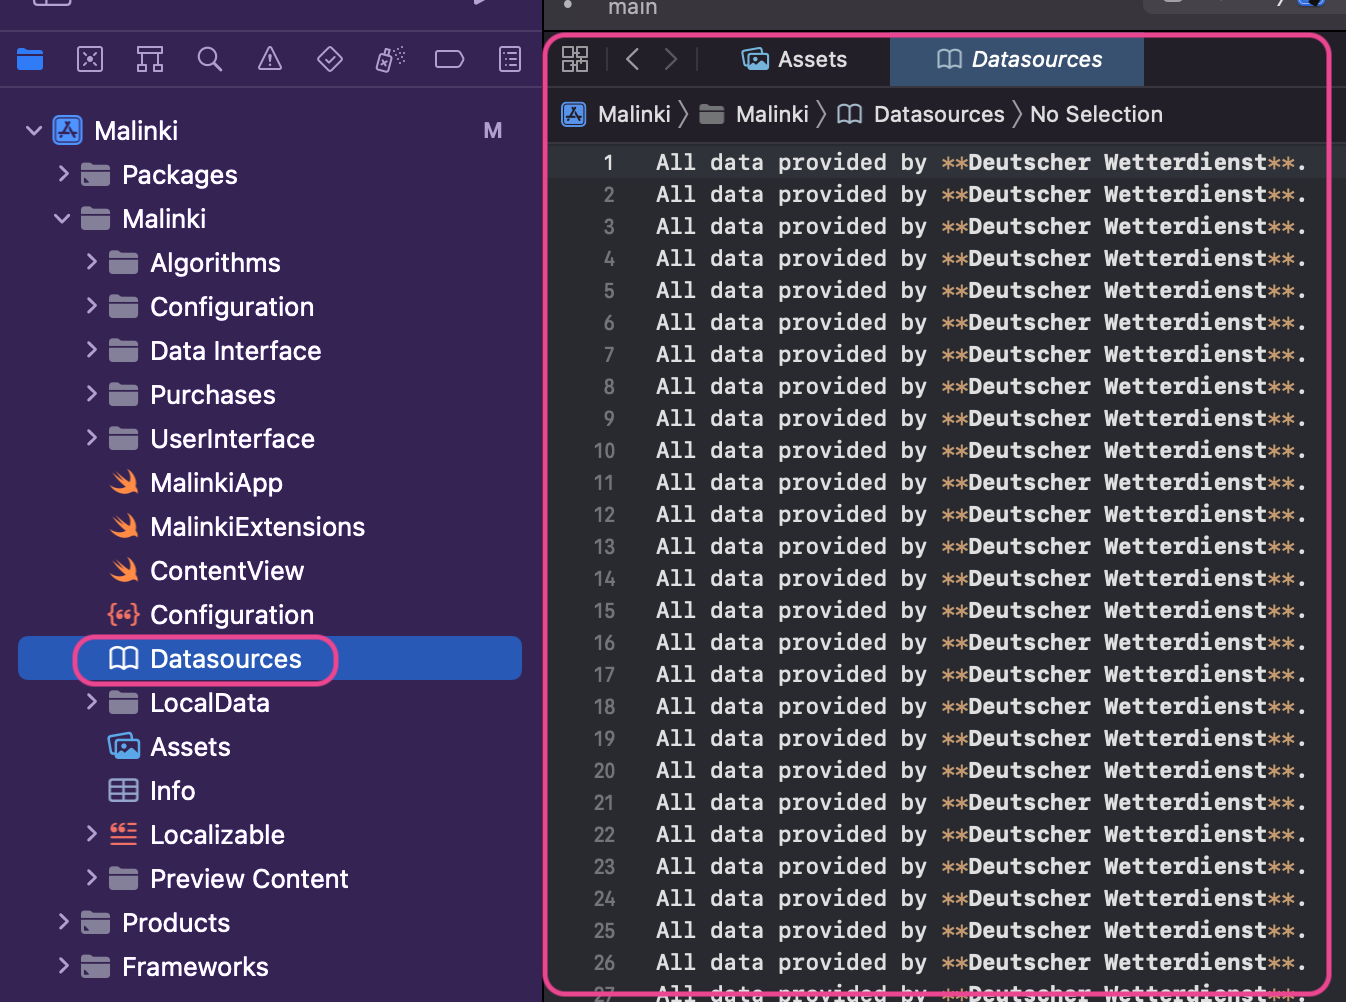 main
Assets
Datasources
Malinki
Malinki
Datasources
No Selection
Malinki M
Packages
Malinki
Algorithms
Configuration
Data Interface
Purchases
UserInterface
MalinkiApp
MalinkiExtensions
ContentView
Configuration
Datasources
LocalData
Assets
Info
Localizable
Preview Content
Products
Frameworks
1 All data provided by **Deutscher Wetterdienst**.
2 All data provided by **Deutscher Wetterdienst**.
3 All data provided by **Deutscher Wetterdienst**.
4 All data provided by **Deutscher Wetterdienst**.
5 All data provided by **Deutscher Wetterdienst**.
6 All data provided by **Deutscher Wetterdienst**.
7 All data provided by **Deutscher Wetterdienst**.
8 All data provided by **Deutscher Wetterdienst**.
9 All data provided by **Deutscher Wetterdienst**.
10 All data provided by **Deutscher Wetterdienst**.
11 All data provided by **Deutscher Wetterdienst**.
12 All data provided by **Deutscher Wetterdienst**.
13 All data provided by **Deutscher Wetterdienst**.
14 All data provided by **Deutscher Wetterdienst**.
15 All data provided by **Deutscher Wetterdienst**.
16 All data provided by **Deutscher Wetterdienst**.
17 All data provided by **Deutscher Wetterdienst**.
18 All data provided by **Deutscher Wetterdienst**.
19 All data provided by **Deutscher Wetterdienst**.
20 All data provided by **Deutscher Wetterdienst**.
21 All data provided by **Deutscher Wetterdienst**.
22 All data provided by **Deutscher Wetterdienst**.
23 All data provided by **Deutscher Wetterdienst**.
24 All data provided by **Deutscher Wetterdienst**.
25 All data provided by **Deutscher Wetterdienst**.
26 All data provided by **Deutscher Wetterdienst**.
27 All data provided by **Deutscher Wetterdienst**.